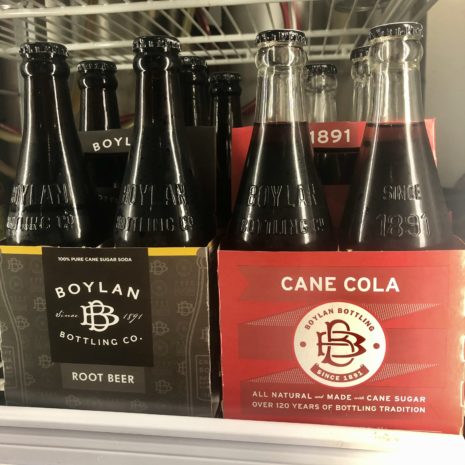 BOYLAN
1891
BOYLAN
BOTTLING CO
BOYLAN
BOTTLING CO
BOYLAN
BOTTLING CO
SINCE
1891
100% PURE CANE SUGAR SODA
BOYLAN
Since B B 1891
BOTTLING CO.
ROOT BEER
CANE COLA
BOYLAN BOTTLING
B B
SINCE 1891
ALL NATURAL and MADE with CANE SUGAR
OVER 120 YEARS OF BOTTLING TRADITION